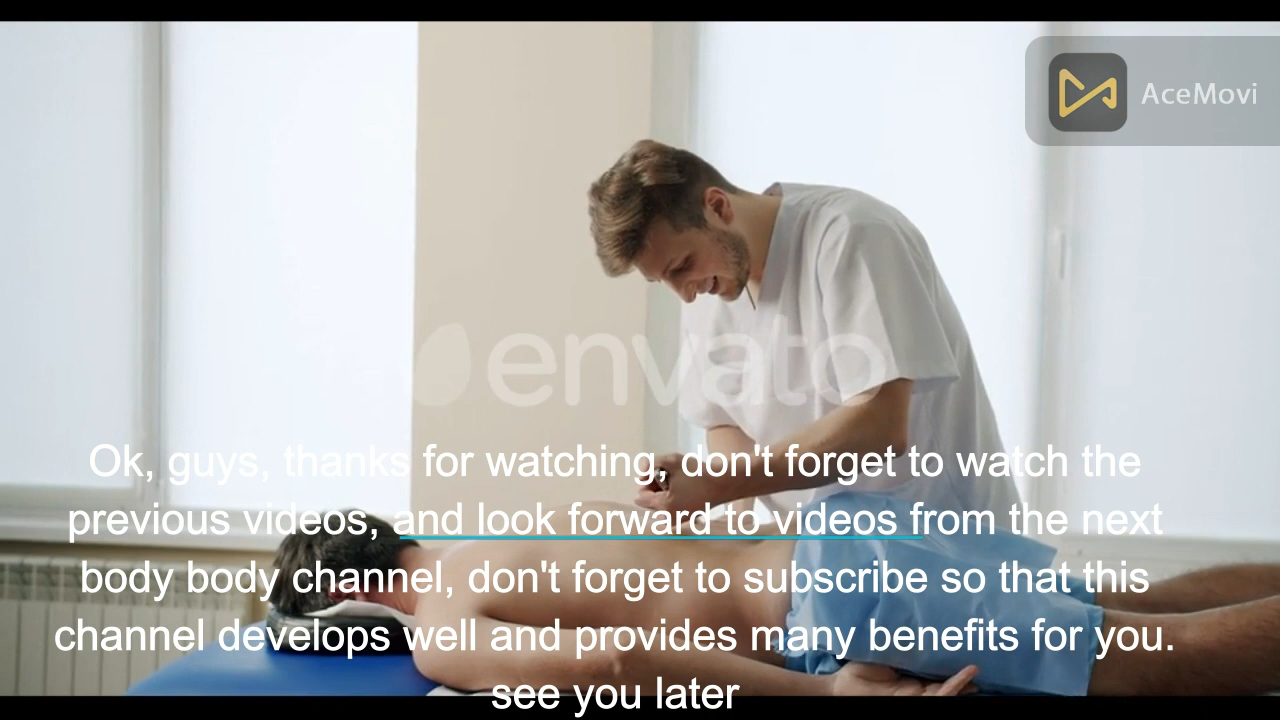 AceMovi
envato
Ok, guys, thanks for watching, don't forget to watch the
previous videos, and look forward to videos from the next
body body channel, don't forget to subscribe so that this
channel develops well and provides many benefits for you.
see you later